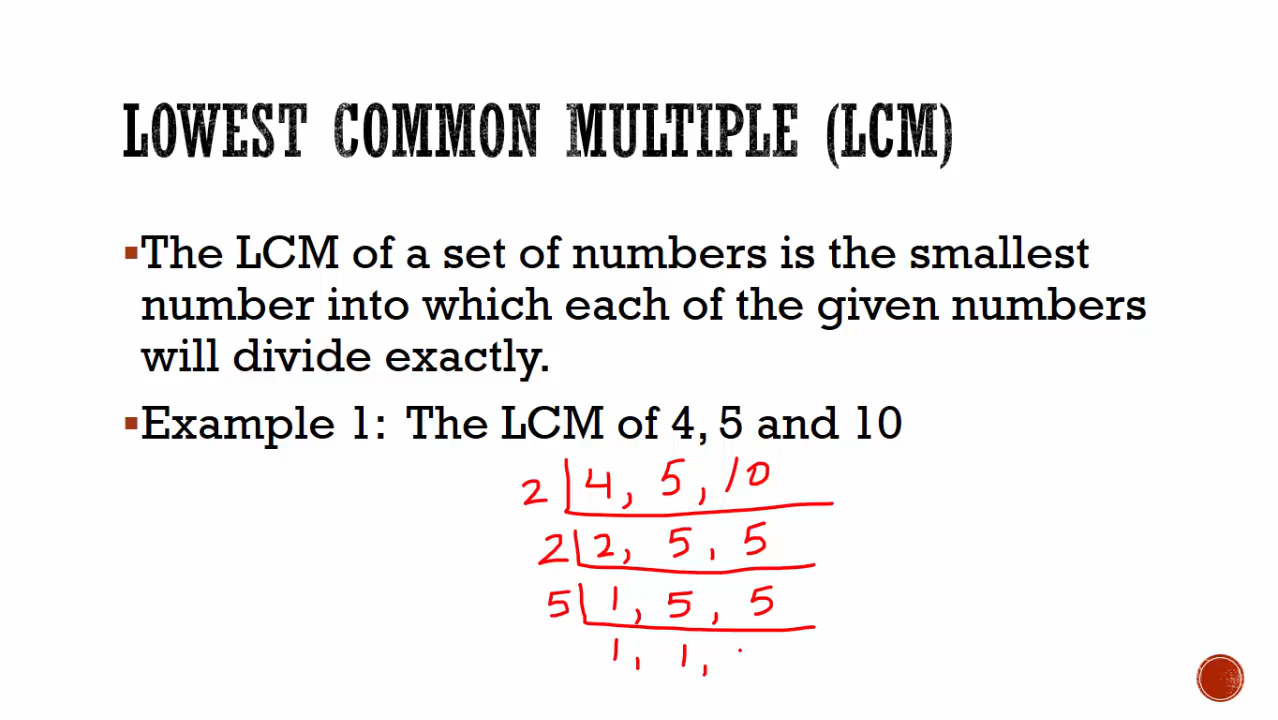 LOWEST COMMON MULTIPLE (LCM)
▪The LCM of a set of numbers is the smallest
number into which each of the given numbers
will divide exactly.
▪Example 1: The LCM of 4, 5 and 10
2 | 4, 5, 10
2 | 2, 5, 5
5 | 1, 5, 5
1, 1,